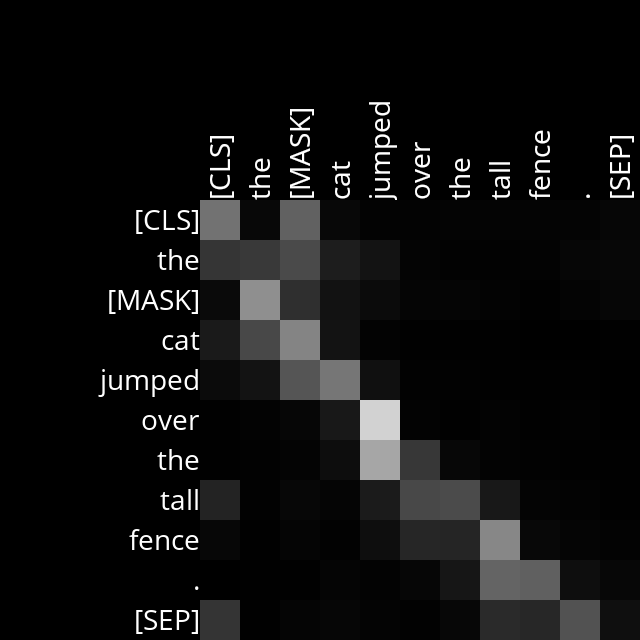 [CLS] the [MASK] cat jumped over the tall fence . [SEP]
[CLS]
the
[MASK]
cat
jumped
over
the
tall
fence
.
[SEP]